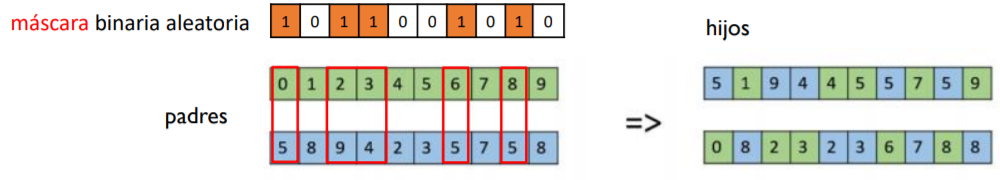 máscara binaria aleatoria 1 0 1 1 0 0 1 0 1 0
hijos
0 1 2 3 4 5 6 7 8 9
5 1 9 4 4 5 5 7 5 9
padres
=>
5 8 9 4 2 3 5 7 5 8
0 8 2 3 2 3 6 7 8 8